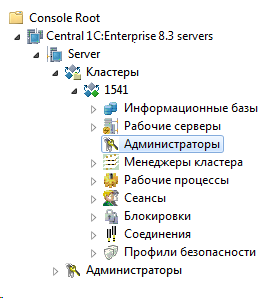 Console Root
Central 1C:Enterprise 8.3 servers
Server
Кластеры
1541
Информационные базы
Рабочие серверы
Администраторы
Менеджеры кластера
Рабочие процессы
Сеансы
Блокировки
Соединения
Профили безопасности
Администраторы